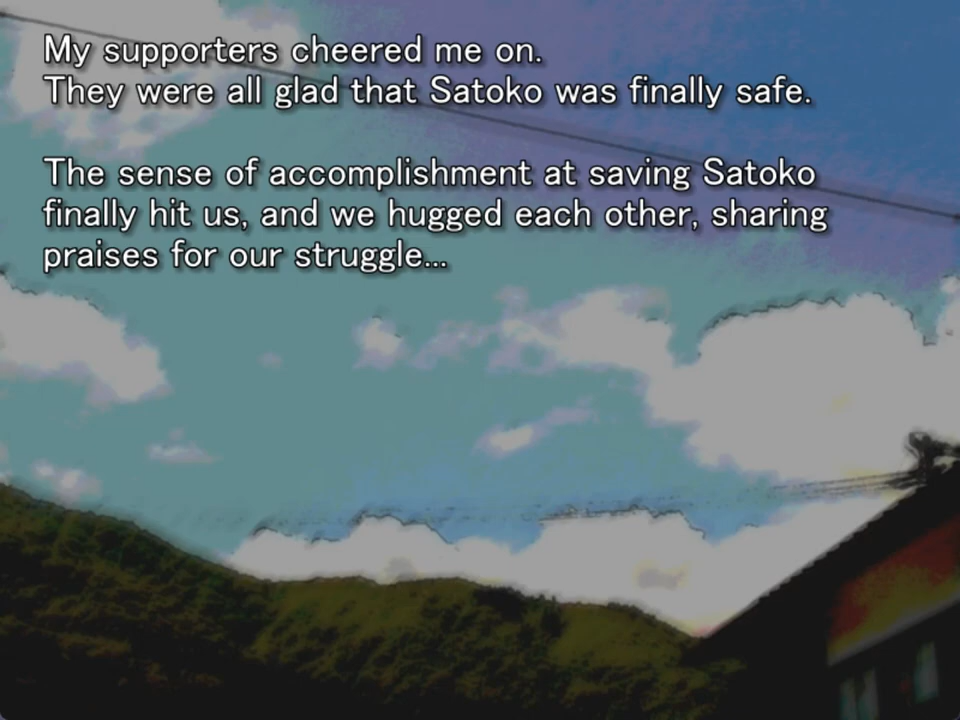 My supporters cheered me on.
They were all glad that Satoko was finally safe.
The sense of accomplishment at saving Satoko
finally hit us, and we hugged each other, sharing
praises for our struggle...